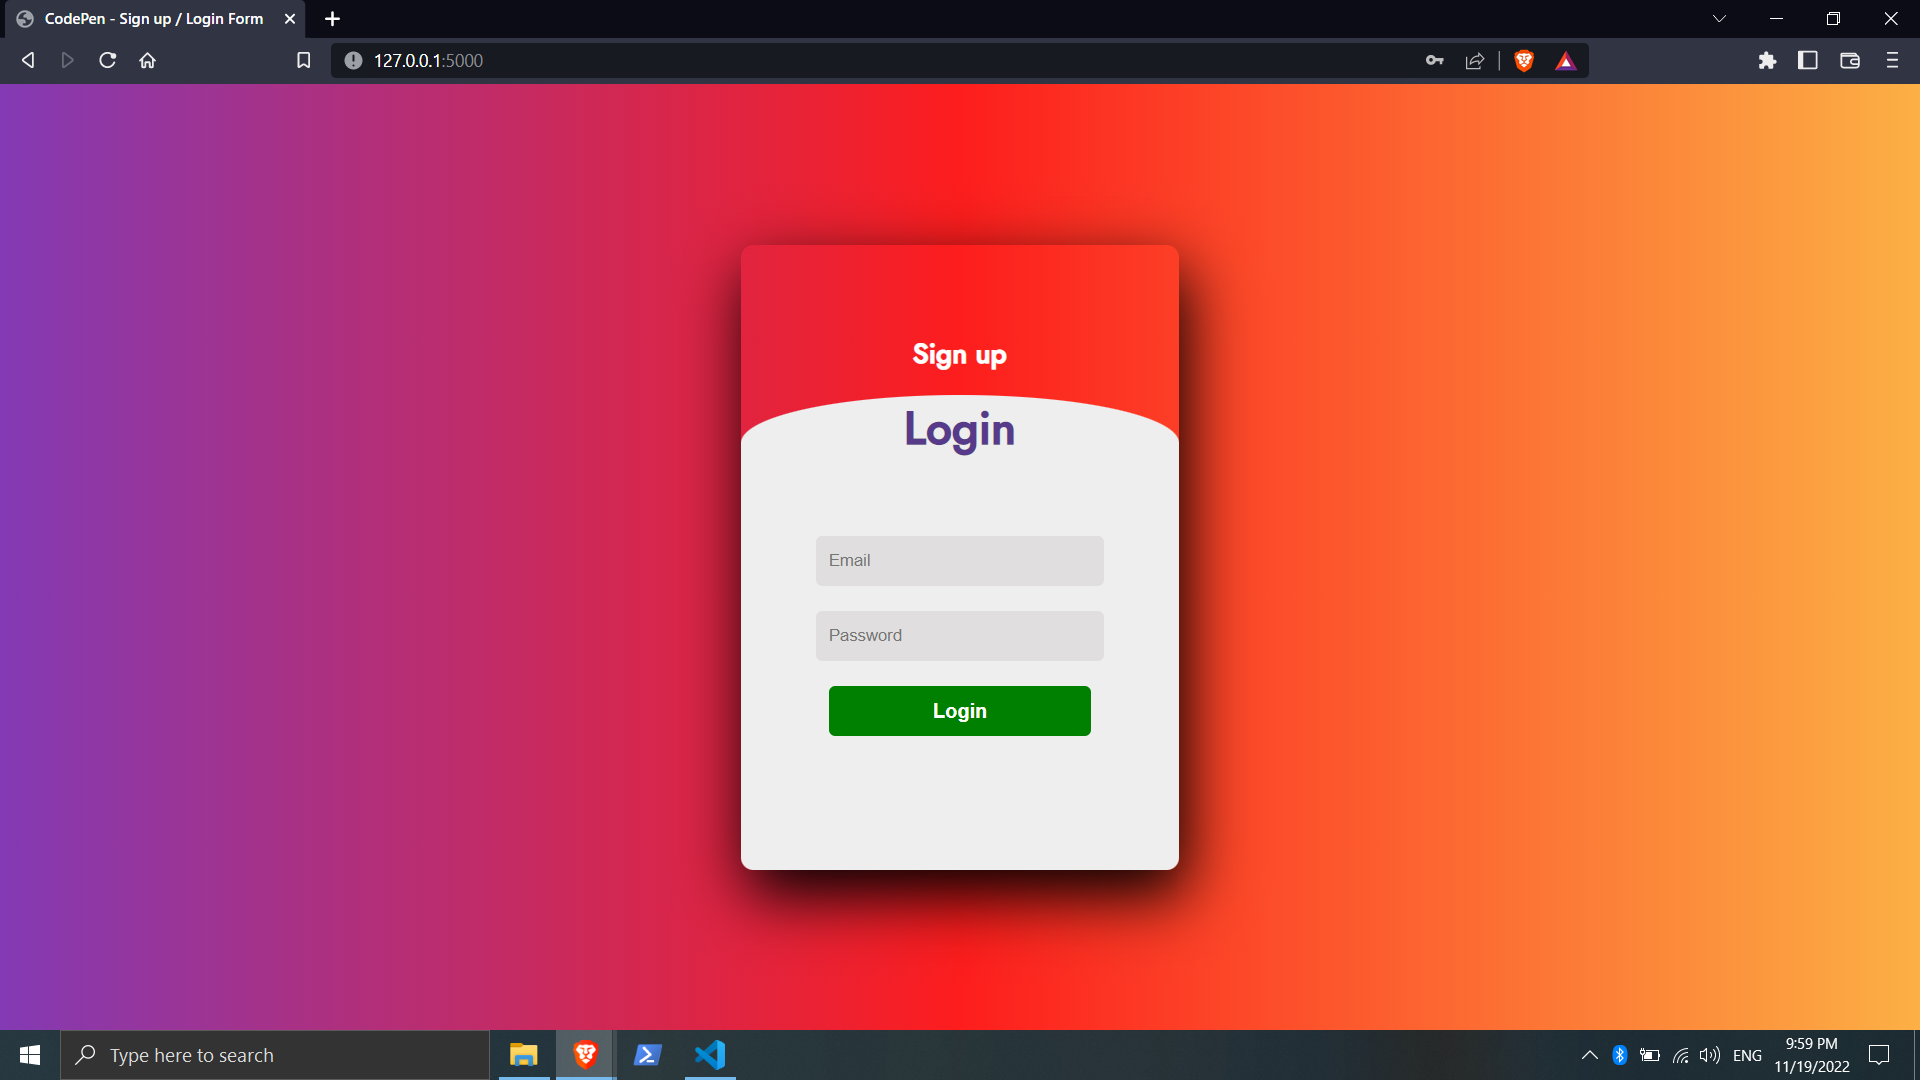 CodePen - Sign up / Login Form
127.0.0.1:5000
Sign up
Login
Email
Password
Login
Type here to search
ENG
9:59 PM
11/19/2022